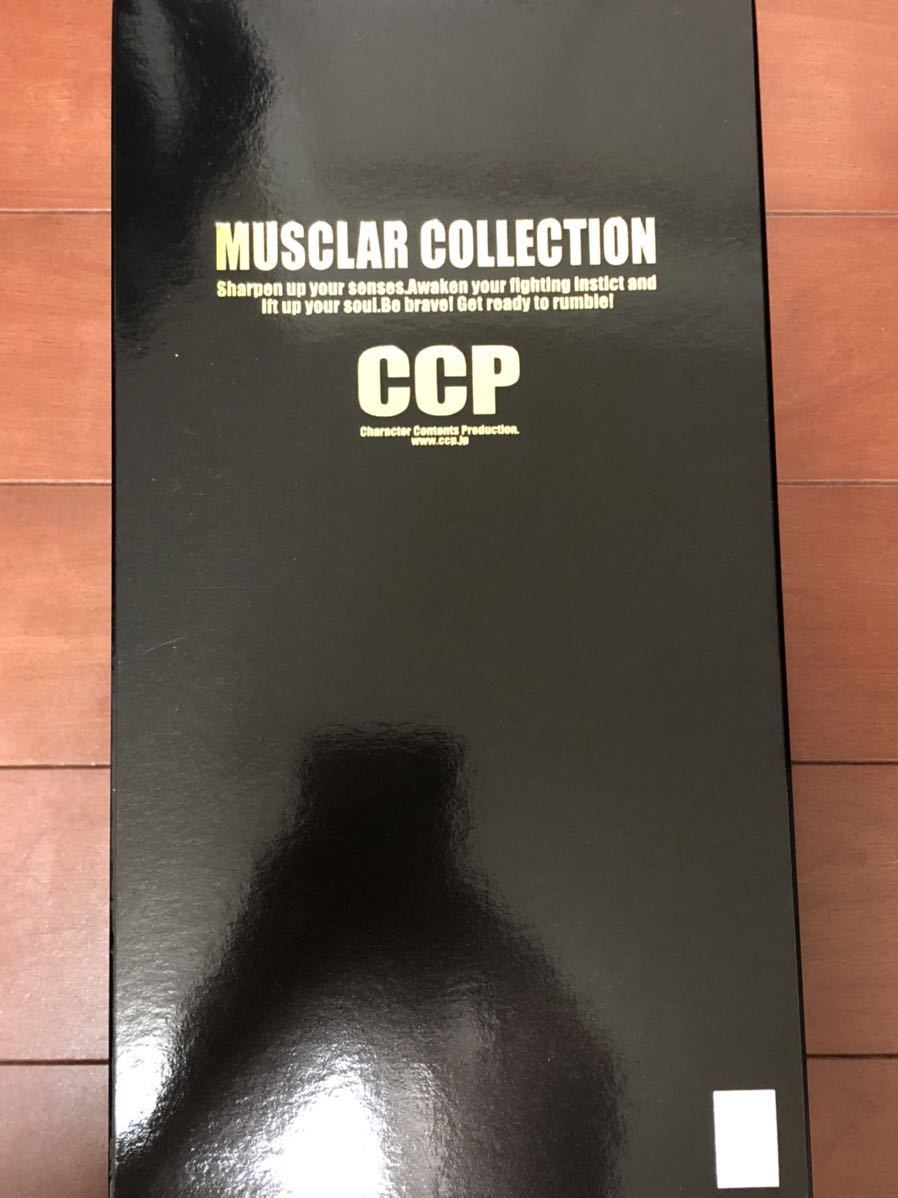 MUSCLAR COLLECTION
Sharpen up your senses.Awaken your fighting instict and
ift up your soul.Be brave! Get ready to rumble!
CCP
Character Contents Production.
www.ccp.jp